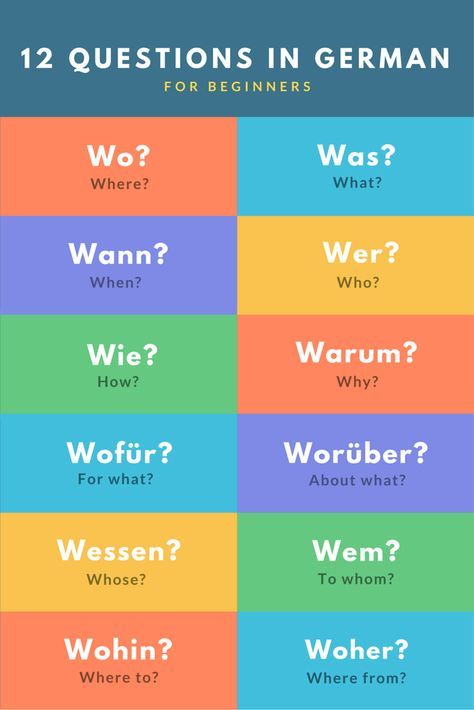 12 QUESTIONS IN GERMAN
FOR BEGINNERS
Wo?
Where?
Was?
What?
Wann?
When?
Wer?
Who?
Wie?
How?
Warum?
Why?
Wofür?
For what?
Worüber?
About what?
Wessen?
Whose?
Wem?
To whom?
Wohin?
Where to?
Woher?
Where from?